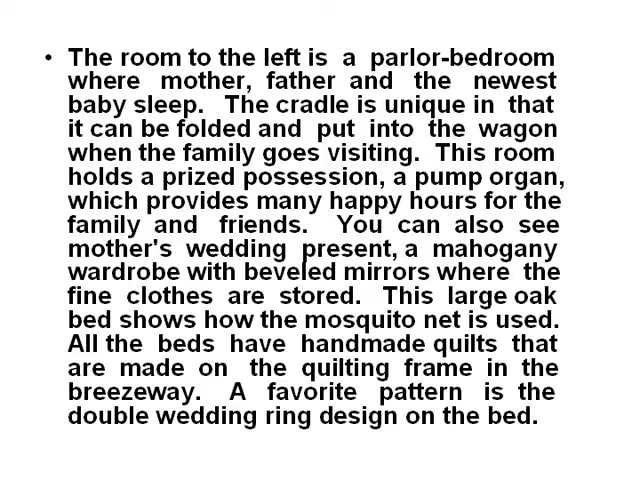 • The room to the left is a parlor-bedroom
where mother, father and the newest
baby sleep. The cradle is unique in that
it can be folded and put into the wagon
when the family goes visiting. This room
holds a prized possession, a pump organ,
which provides many happy hours for the
family and friends. You can also see
mother's wedding present, a mahogany
wardrobe with beveled mirrors where the
fine clothes are stored. This large oak
bed shows how the mosquito net is used.
All the beds have handmade quilts that
are made on the quilting frame in the
breezeway. A favorite pattern is the
double wedding ring design on the bed.